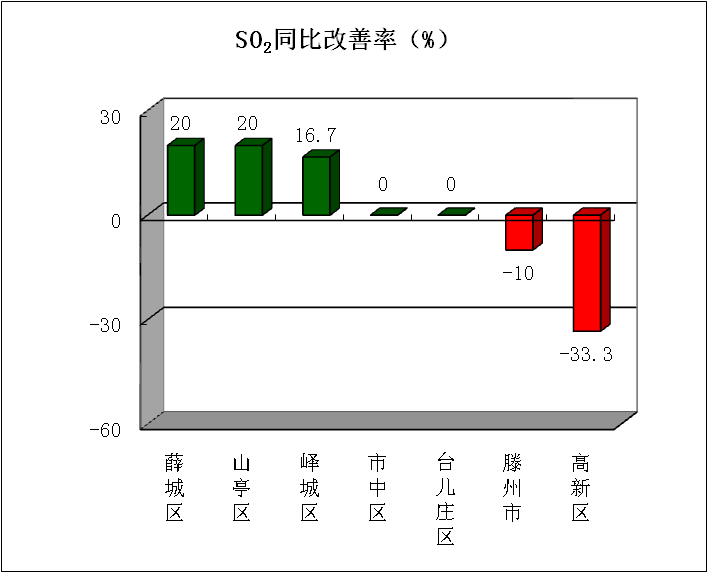 SO₂同比改善率（%）
30
0
-30
-60
20
20
16.7
0
0
-10
-33.3
薛城区
山亭区
峄城区
市中区
台儿庄区
滕州市
高新区